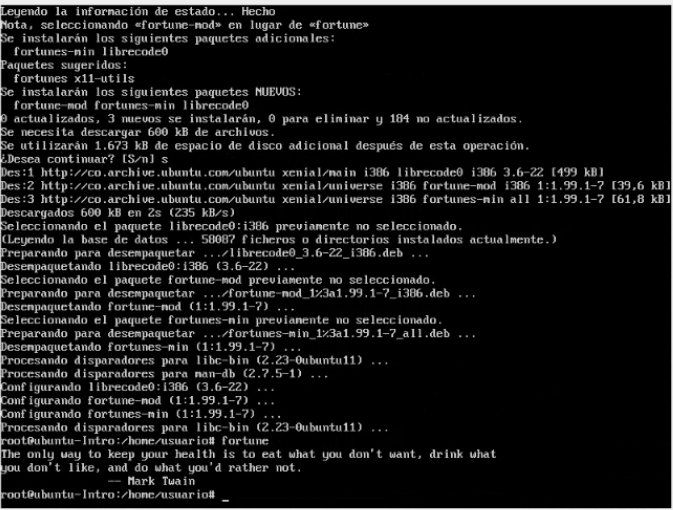 Leyendo la información de estado... Hecho
Nota, seleccionando «fortune-mod» en lugar de «fortune»
Se instalarán los siguientes paquetes adicionales:
  fortunes-min librecode0
Paquetes sugeridos:
  fortunes x11-utils
Se instalarán los siguientes paquetes NUEVOS:
  fortune-mod fortunes-min librecode0
0 actualizados, 3 nuevos se instalarán, 0 para eliminar y 184 no actualizados.
Se necesita descargar 600 kB de archivos.
Se utilizarán 1.673 kB de espacio de disco adicional después de esta operación.
¿Desea continuar? [S/n] s
Des:1 http://co.archive.ubuntu.com/ubuntu xenial/main i386 librecode0 i386 3.6-22 [499 kB]
Des:2 http://co.archive.ubuntu.com/ubuntu xenial/universe i386 fortune-mod i386 1:1.99.1-7 [39,6 kB]
Des:3 http://co.archive.ubuntu.com/ubuntu xenial/universe i386 fortunes-min all 1:1.99.1-7 [61,8 kB]
Descargados 600 kB en 2s (235 kB/s)
Seleccionando el paquete librecode0:i386 previamente no seleccionado.
(Leyendo la base de datos ... 58087 ficheros o directorios instalados actualmente.)
Preparando para desempaquetar .../librecode0_3.6-22_i386.deb ...
Desempaquetando librecode0:i386 (3.6-22) ...
Seleccionando el paquete fortune-mod previamente no seleccionado.
Preparando para desempaquetar .../fortune-mod_1%3a1.99.1-7_i386.deb ...
Desempaquetando fortune-mod (1:1.99.1-7) ...
Seleccionando el paquete fortunes-min previamente no seleccionado.
Preparando para desempaquetar .../fortunes-min_1%3a1.99.1-7_all.deb ...
Desempaquetando fortunes-min (1:1.99.1-7) ...
Procesando disparadores para libc-bin (2.23-0ubuntu11) ...
Procesando disparadores para man-db (2.7.5-1) ...
Configurando librecode0:i386 (3.6-22) ...
Configurando fortune-mod (1:1.99.1-7) ...
Configurando fortunes-min (1:1.99.1-7) ...
Procesando disparadores para libc-bin (2.23-0ubuntu11) ...
root@ubuntu-Intro:/home/usuario# fortune
The only way to keep your health is to eat what you don't want, drink what
you don't like, and do what you'd rather not.
                -- Mark Twain
root@ubuntu-Intro:/home/usuario# _